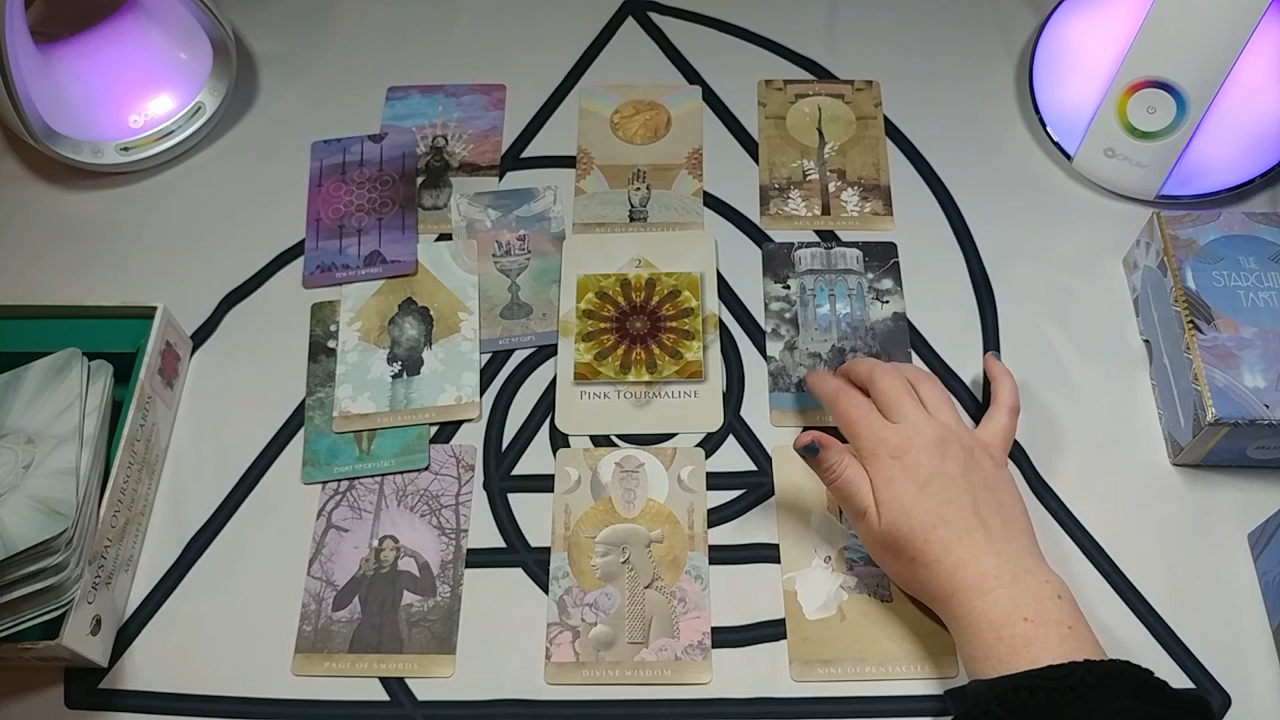 ACE OF PENTACLES
ACE OF WANDS
TEN OF SWORDS
ACE OF CUPS
2
PINK TOURMALINE
THE LOVERS
EIGHT OF CRYSTALS
THE
PAGE OF SWORDS
DIVINE WISDOM
NINE OF PENTACLES
CRYSTAL OVERSOUL CARDS
THE
STARCHILD
TAROT